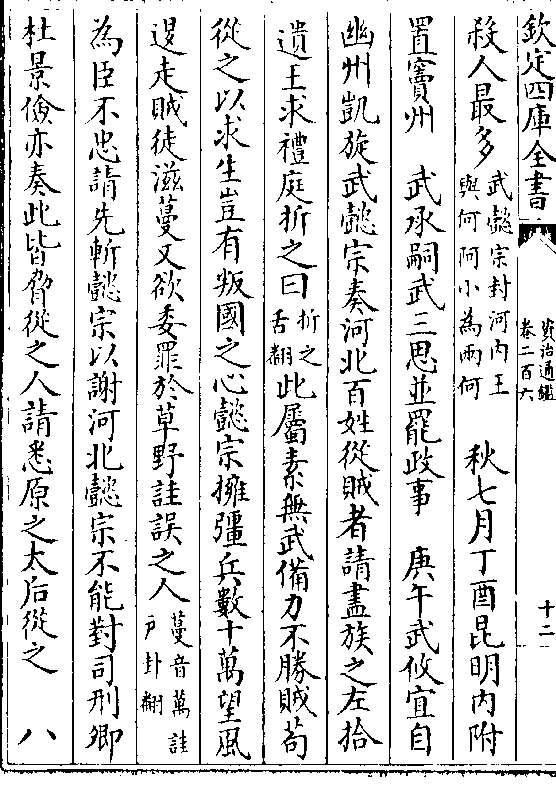 欽定四庫全書
資治通鑑
卷二百六
十二
殺人最多武懿宗封河内王與何阿小為兩何 秋七月丁酉昆明内附
置竇州 武承嗣武三思並罷政事 庚午武攸宜自
幽州凱旋武懿宗奏河北百姓從賊者請盡族之左拾
遺王求禮庭折之曰折之舌翻此屬素無武備力不勝賊苟
從之以求生豈有叛國之心懿宗擁彊兵數十萬望風
退走賊徒滋蔓又欲委罪於草野詿誤之人蔓音萬詿戸卦翻
為臣不忠請先斬懿宗以謝河北懿宗不能對司刑卿
杜景儉亦奏此皆脅從之人請悉原之太后從之 八